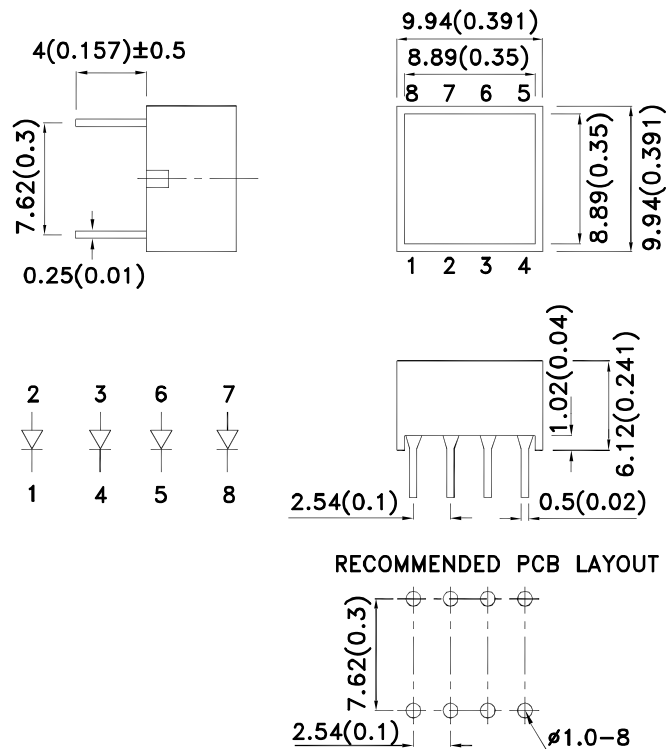 9.94(0.391)
4(0.157)±0.5
8.89(0.35)
8 7 6 5
7.62(0.3)
8.89(0.35)
9.94(0.391)
0.25(0.01)
1 2 3 4
1.02(0.04)
6.12(0.241)
2 3 6 7
1 4 5 8
2.54(0.1)
0.5(0.02)
RECOMMENDED PCB LAYOUT
7.62(0.3)
2.54(0.1)
ø1.0-8